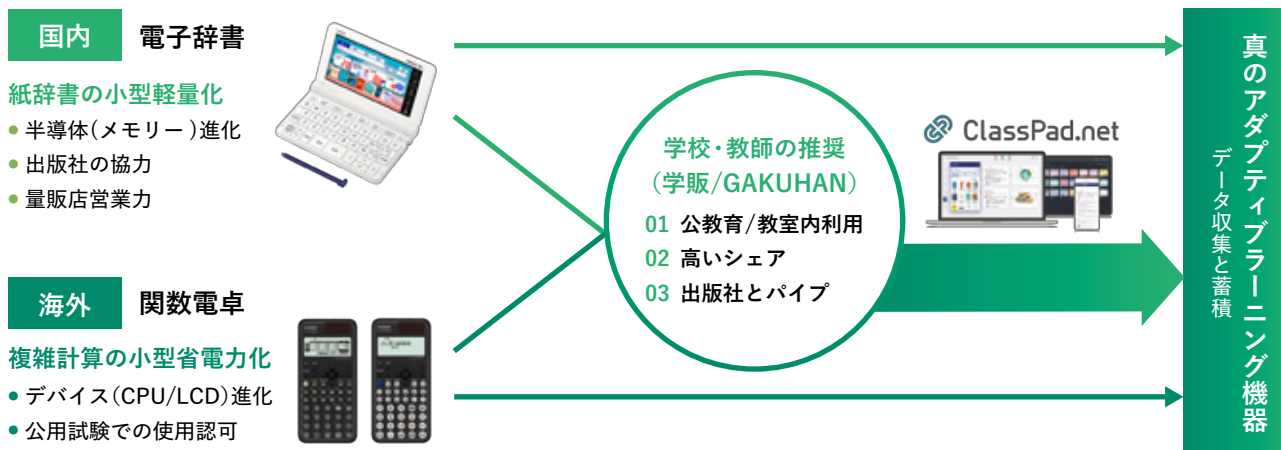 国内 電子辞書
紙辞書の小型軽量化
● 半導体(メモリー)進化
● 出版社の協力
● 量販店営業力
海外 関数電卓
複雑計算の小型省電力化
● デバイス(CPU/LCD)進化
● 公用試験での使用認可
学校・教師の推奨
(学販/GAKUHAN)
01 公教育/教室内利用
02 高いシェア
03 出版社とパイプ
ClassPad.net
真のアダプティブラーニング機器
データ収集と蓄積